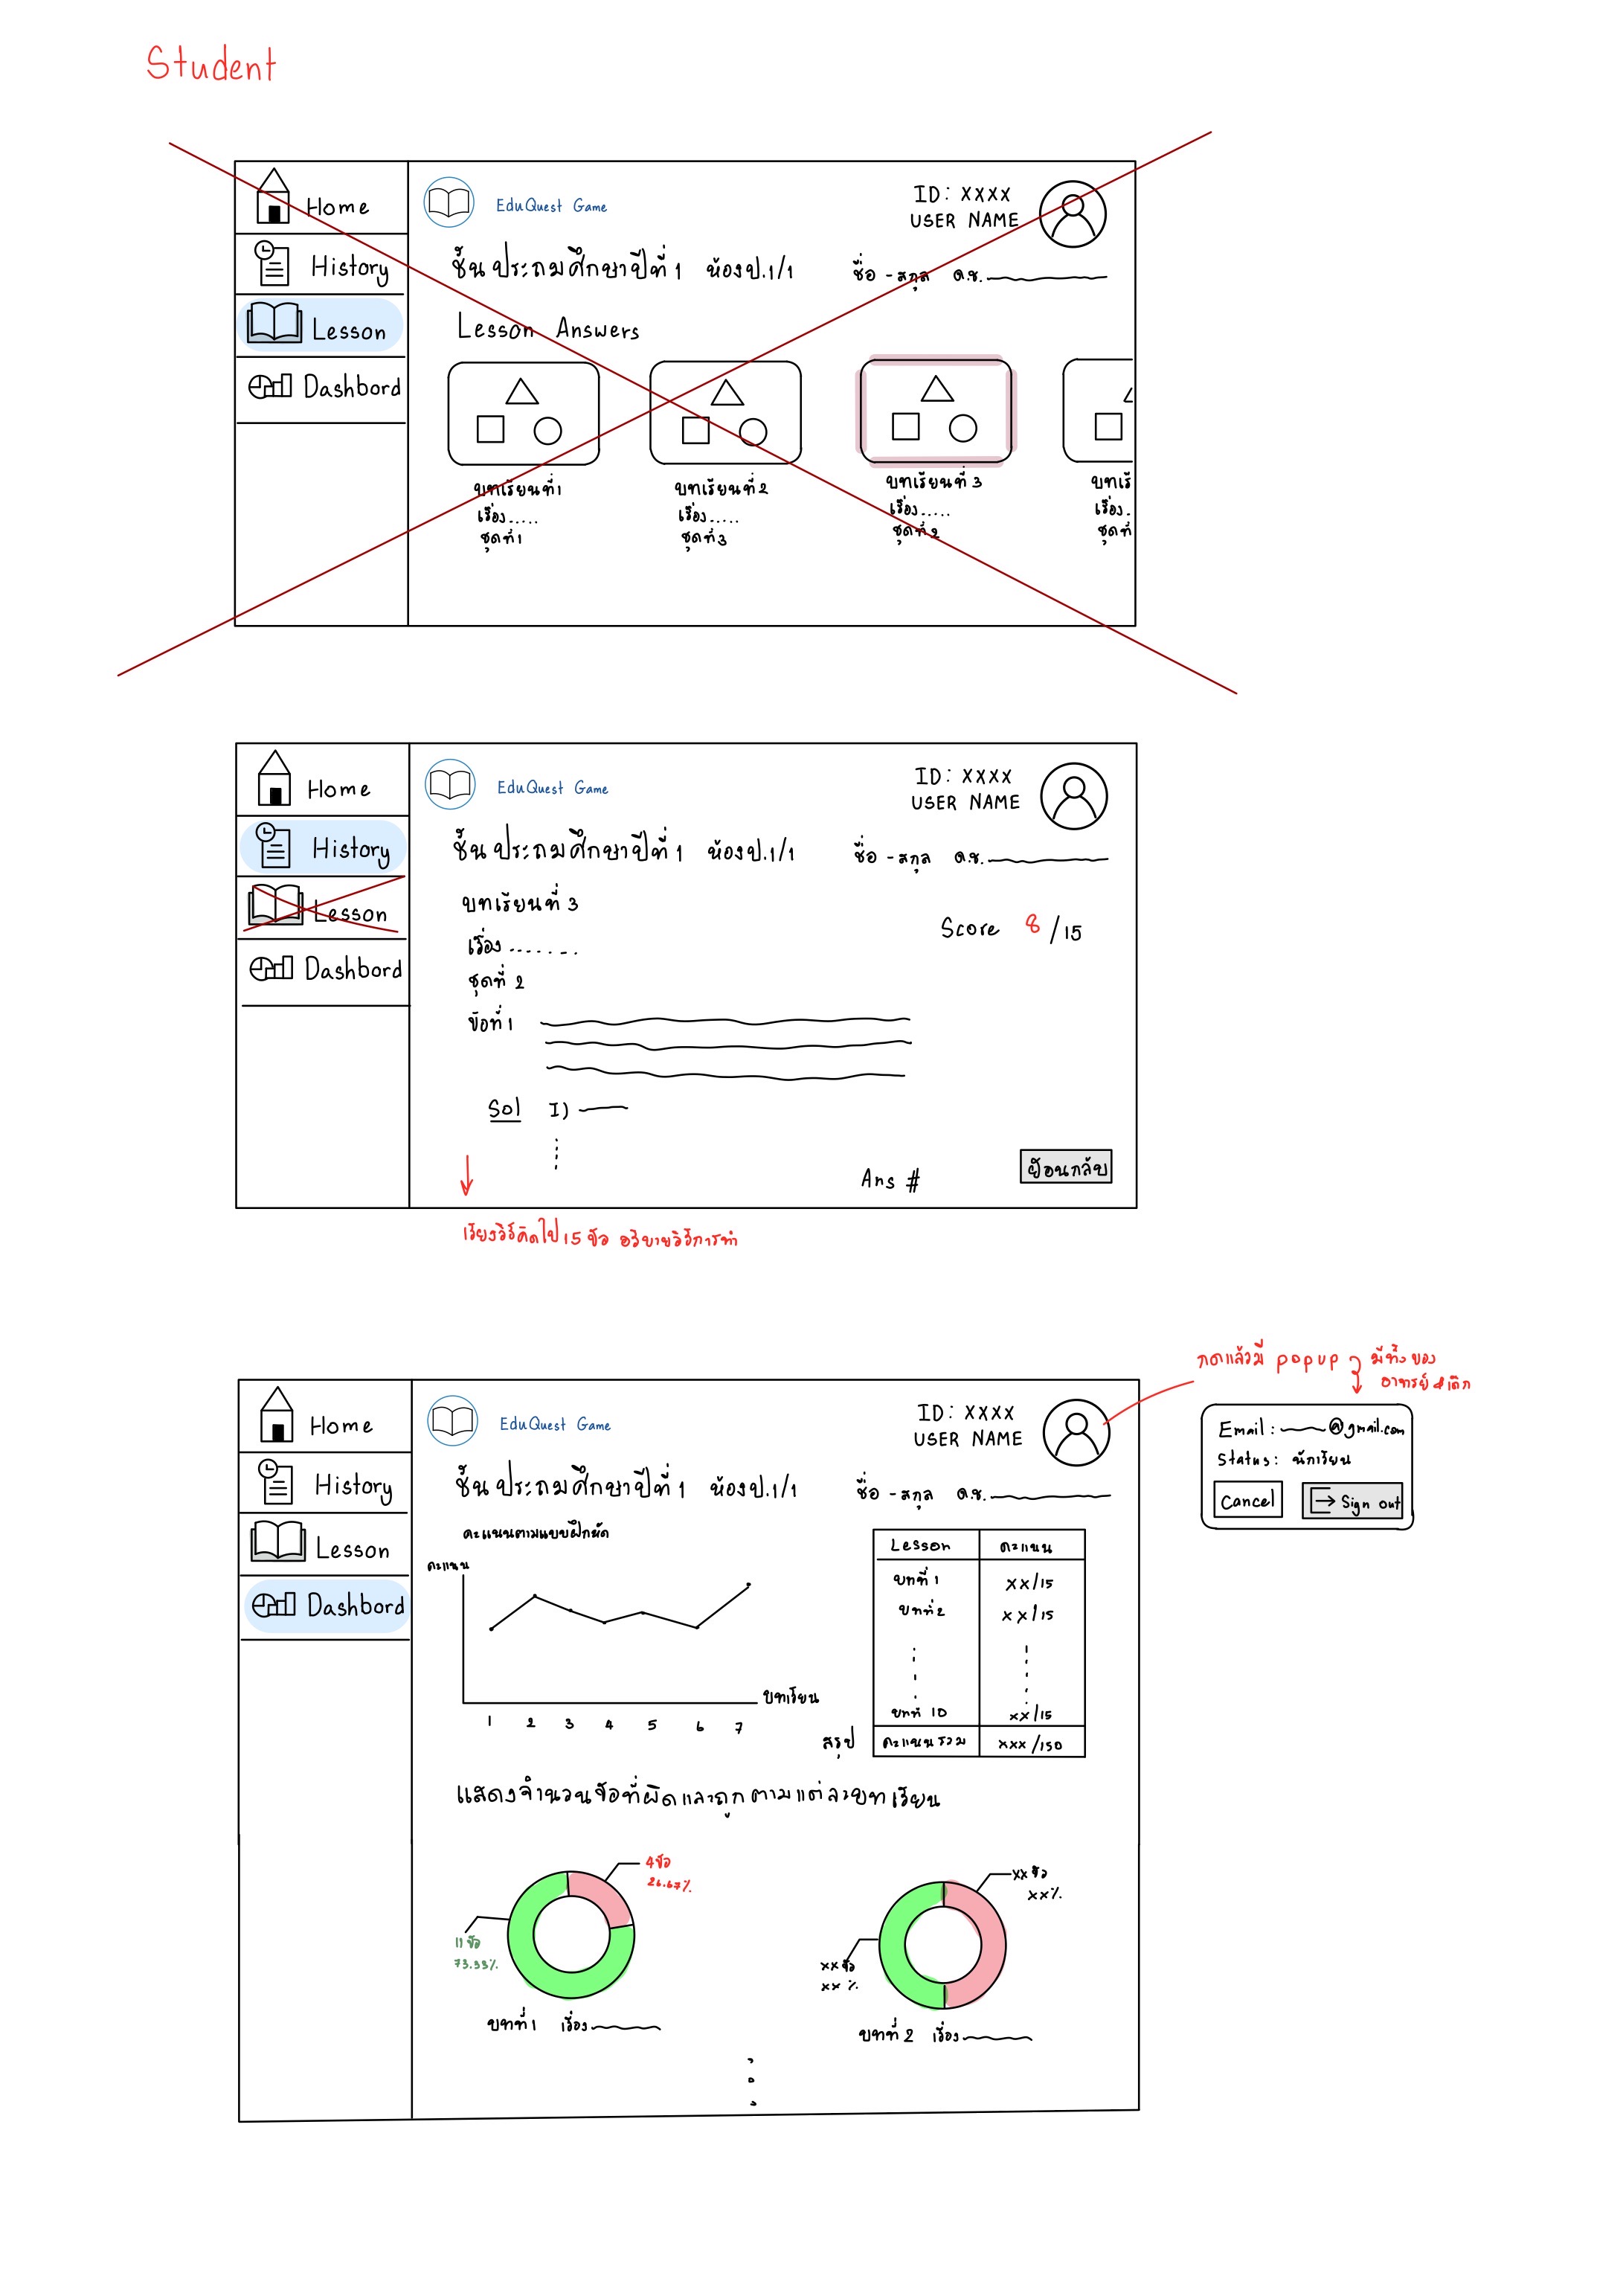 Student
Home
History
Lesson
Dashbord
EduQuest Game
ID: XXXX
USER NAME
ชั้นประถมศึกษาปีที่ 1 ห้องป.1/1 ชื่อ - สกุล ด.ช.
Lesson Answers
บทเรียนที่ 1
เรื่อง.....
ชุดที่ 1
บทเรียนที่ 2
เรื่อง.....
ชุดที่ 3
บทเรียนที่ 3
เรื่อง.....
ชุดที่ 2
บทเรี
เรื่อง.
ชุดที่
Home
History
Lesson
Dashbord
EduQuest Game
ID: XXXX
USER NAME
ชั้นประถมศึกษาปีที่ 1 ห้องป.1/1 ชื่อ - สกุล ด.ช.
บทเรียนที่ 3
Score 8/15
เรื่อง.......
ชุดที่ 2
ข้อที่ 1
Sol I)
Ans #
ย้อนกลับ
เรียงวิธีคิดไป 15 ข้อ อธิบายวิธีการทำ
กดแล้วมี popup มีทั้งของ
อาจารย์ & เด็ก
Email: @gmail.com
Status: นักเรียน
Cancel
Sign out
Home
History
Lesson
Dashbord
EduQuest Game
ID: XXXX
USER NAME
ชั้นประถมศึกษาปีที่ 1 ห้องป.1/1 ชื่อ - สกุล ด.ช.
คะแนนตามแบบฝึกหัด
คะแนน
บทเรียน
1 2 3 4 5 6 7
Lesson คะแนน
บทที่ 1 xx/15
บทที่ 2 xx/15
บทที่ 10 xx/15
สรุป คะแนนรวม xxx/150
แสดงจำนวนข้อที่ผิดและถูกตามแต่ละบทเรียน
4 ข้อ
26.67%
11 ข้อ
73.33%
บทที่ 1 เรื่อง
xx ข้อ
xx%
xx ข้อ
xx %
บทที่ 2 เรื่อง